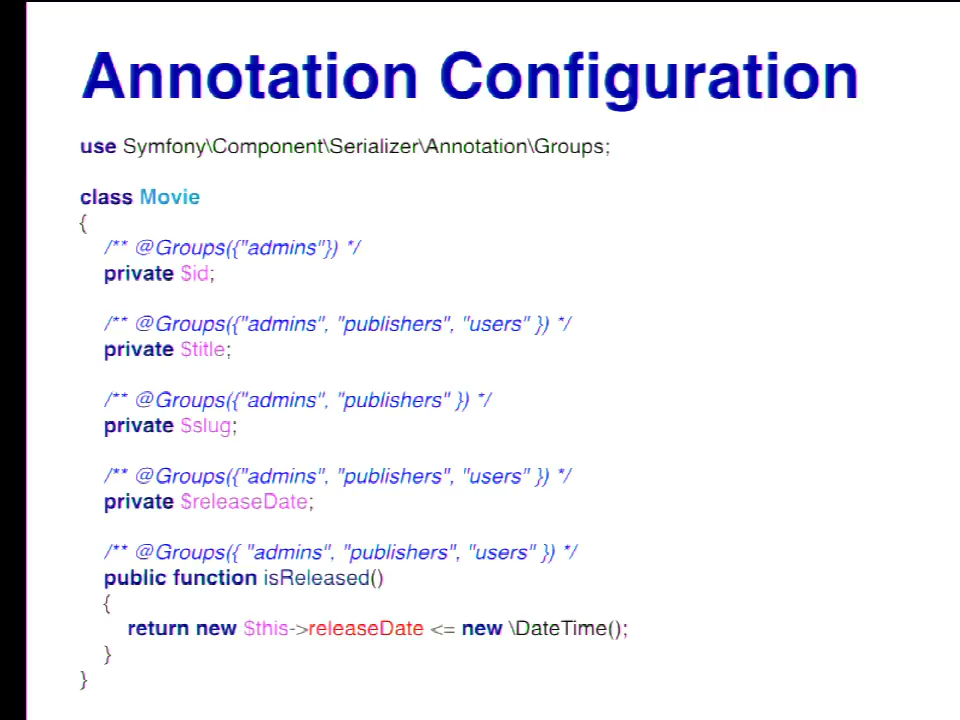 Annotation Configuration
use Symfony\Component\Serializer\Annotation\Groups;
class Movie
{
/** @Groups({"admins"}) */
private $id;
/** @Groups({"admins", "publishers", "users" }) */
private $title;
/** @Groups({"admins", "publishers" }) */
private $slug;
/** @Groups({"admins", "publishers", "users" }) */
private $releaseDate;
/** @Groups({ "admins", "publishers", "users" }) */
public function isReleased()
{
return new $this->releaseDate <= new \DateTime();
}
}